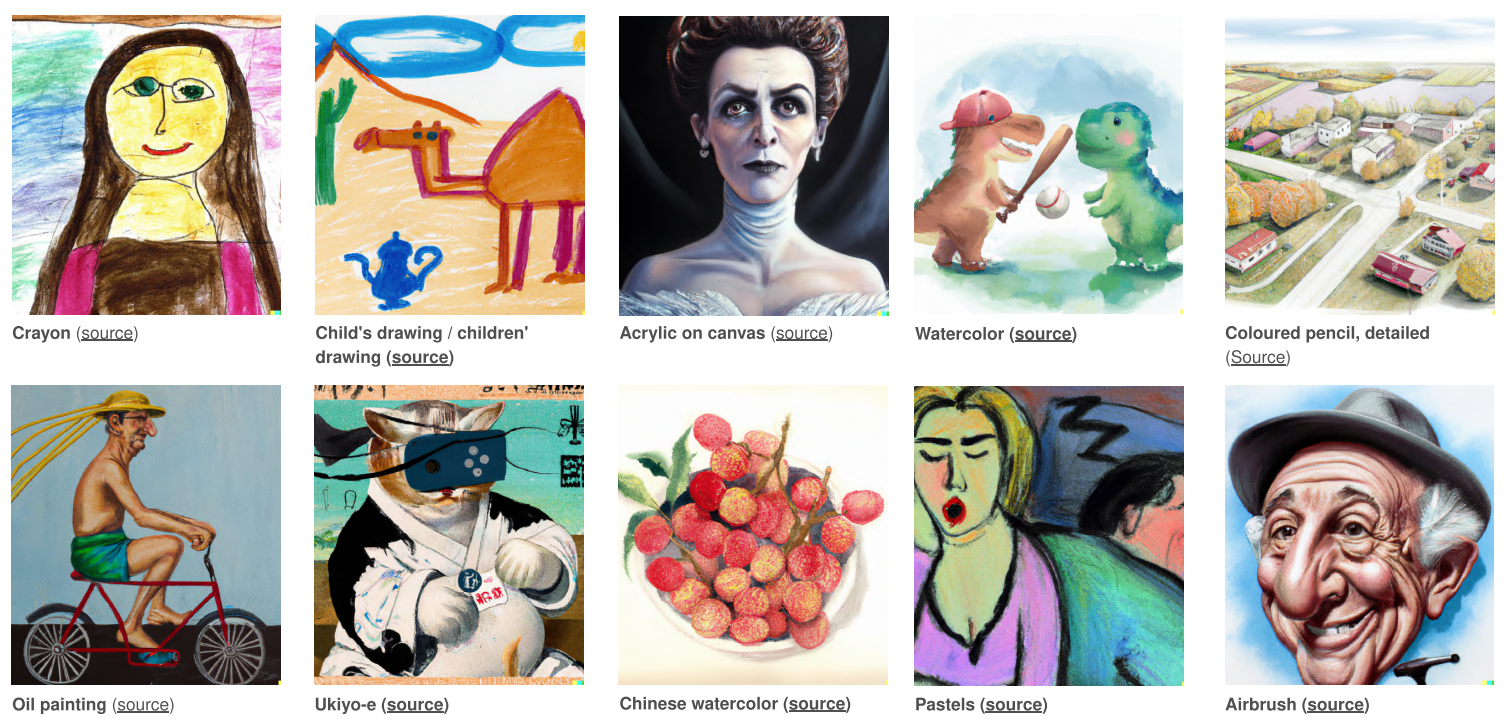 Crayon (source)
Child's drawing / children'
drawing (source)
Acrylic on canvas (source)
Watercolor (source)
Coloured pencil, detailed
(Source)
Oil painting (source)
Ukiyo-e (source)
Chinese watercolor (source)
Pastels (source)
Airbrush (source)